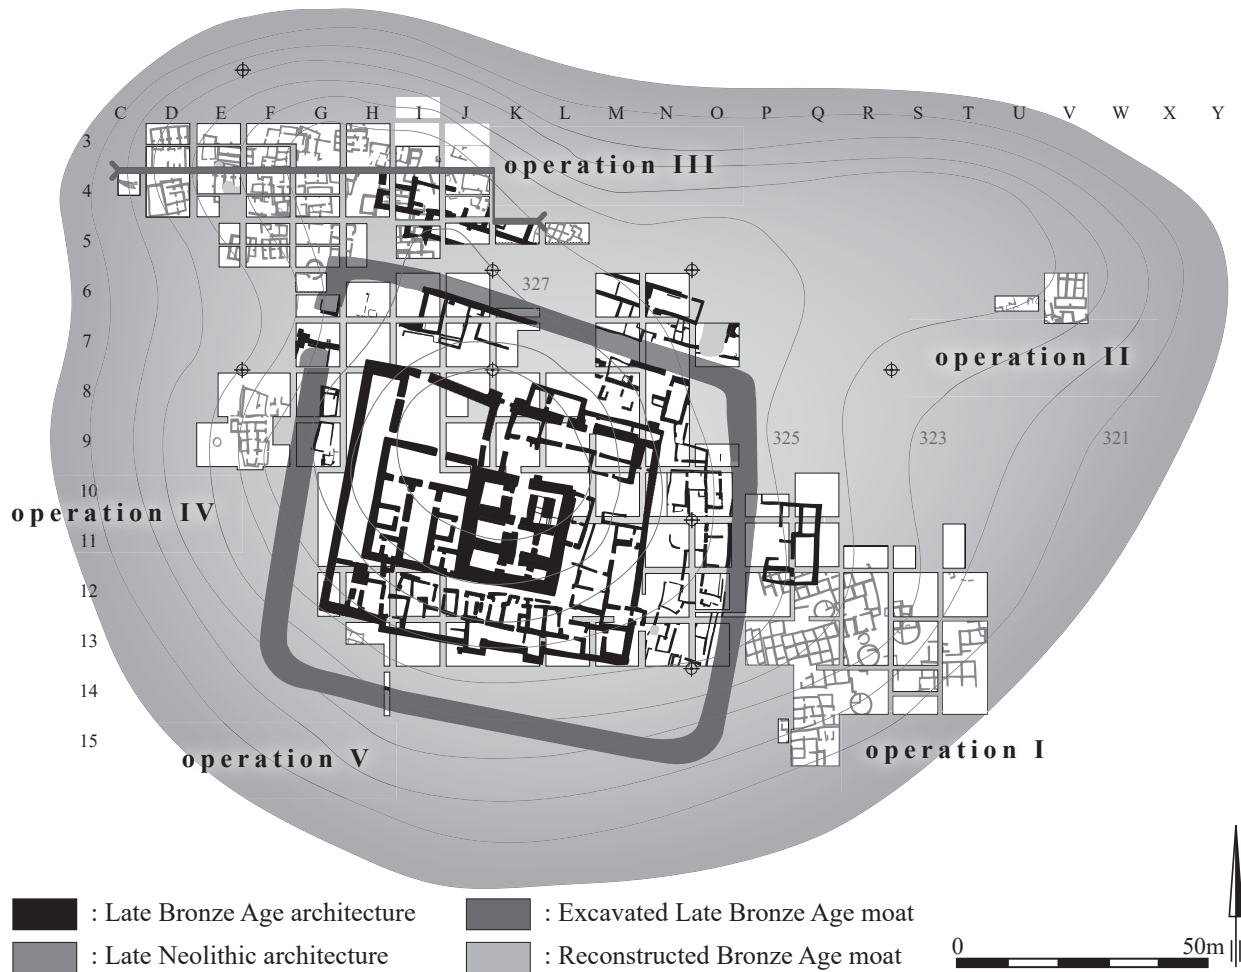 C D E F G H I J K L M N O P Q R S T U V W X Y
3
operation III
4
5
327
6
7
operation II
8
325 323 321
9
10
operation IV
11
12
13
14
15
operation V
operation I
: Late Bronze Age architecture
: Excavated Late Bronze Age moat
: Late Neolithic architecture
: Reconstructed Bronze Age moat
0 50m